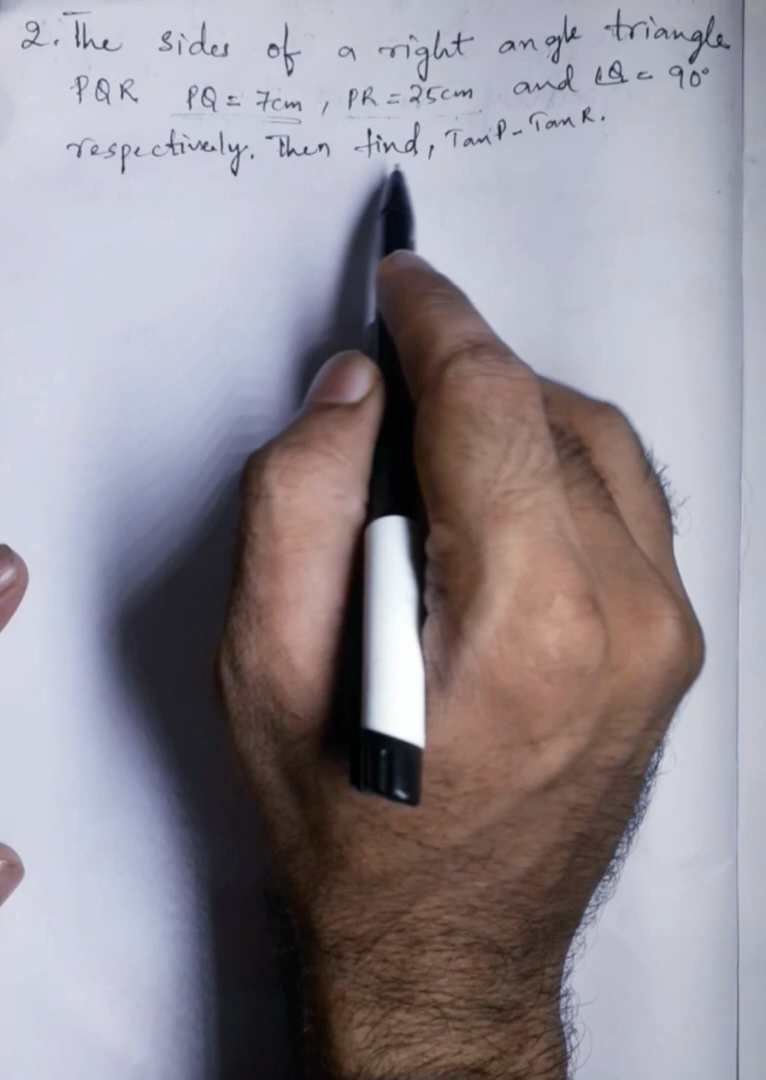 2. The sides of a right angle triangle
PQR PQ = 7cm, PR = 25cm and ∠Q = 90°
respectively. Then find, TanP - TanR.